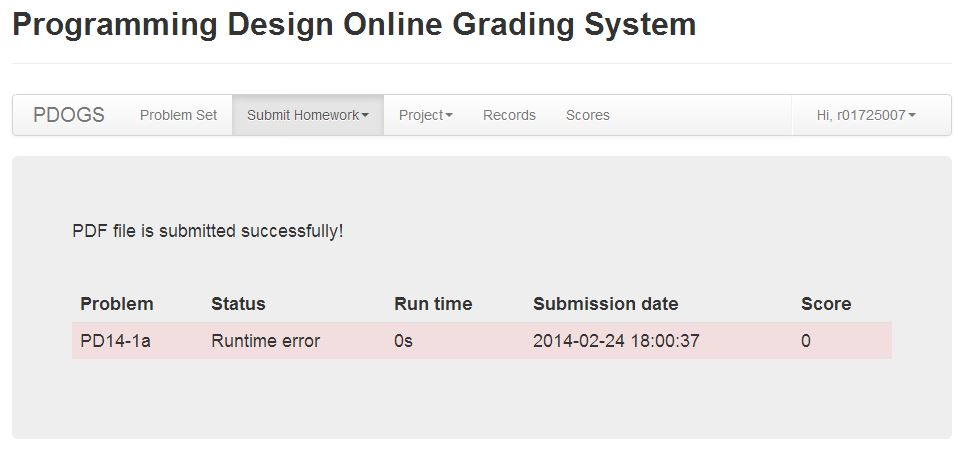 Programming Design Online Grading System
PDOGS Problem Set Submit Homework Project Records Scores Hi, r01725007
PDF file is submitted successfully!
Problem Status Run time Submission date Score
PD14-1a Runtime error 0s 2014-02-24 18:00:37 0